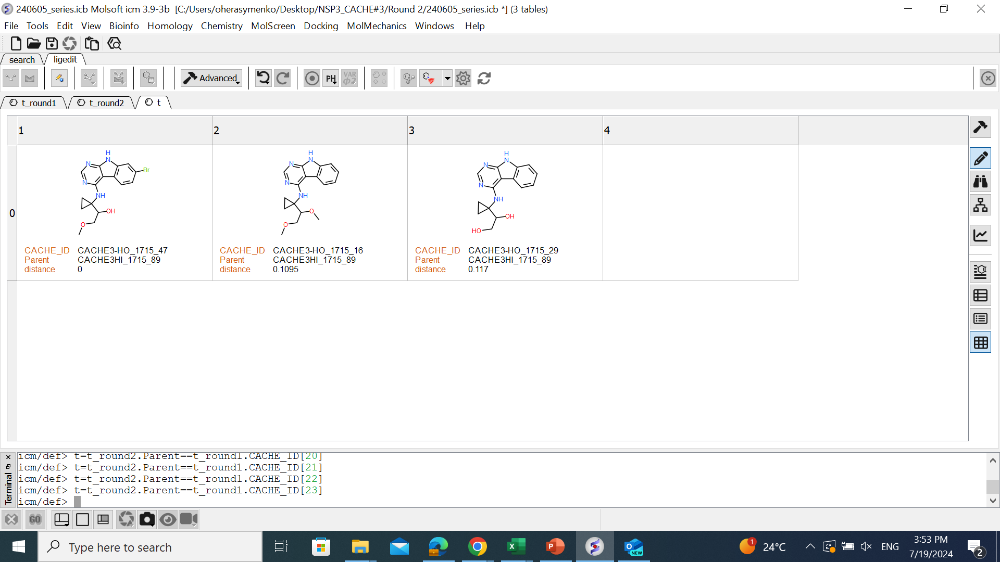 240605_series.icb Molsoft icm 3.9-3b [C:/Users/oherasymenko/Desktop/NSP3_CACHE#3/Round 2/240605_series.icb *] (3 tables)
File Tools Edit View Bioinfo Homology Chemistry MolScreen Docking MolMechanics Windows Help
search ligedit
Advanced PH VAR φ2
t_round1 t_round2 t
1 2 3 4
0
H N N N Br NH OH O
H N N N NH O O
H N N N NH OH HO
CACHE_ID CACHE3-HO_1715_47 CACHE_ID CACHE3-HO_1715_16 CACHE_ID CACHE3-HO_1715_29
Parent CACHE3HI_1715_89 Parent CACHE3HI_1715_89 Parent CACHE3HI_1715_89
distance 0 distance 0.1095 distance 0.117
Terminal
icm/def> t=t_round2.Parent==t_round1.CACHE_ID[20]
icm/def> t=t_round2.Parent==t_round1.CACHE_ID[21]
icm/def> t=t_round2.Parent==t_round1.CACHE_ID[22]
icm/def> t=t_round2.Parent==t_round1.CACHE_ID[23]
icm/def>
GO
Type here to search
X P O NEW 1 24°C ENG 3:53 PM
7/19/2024 2